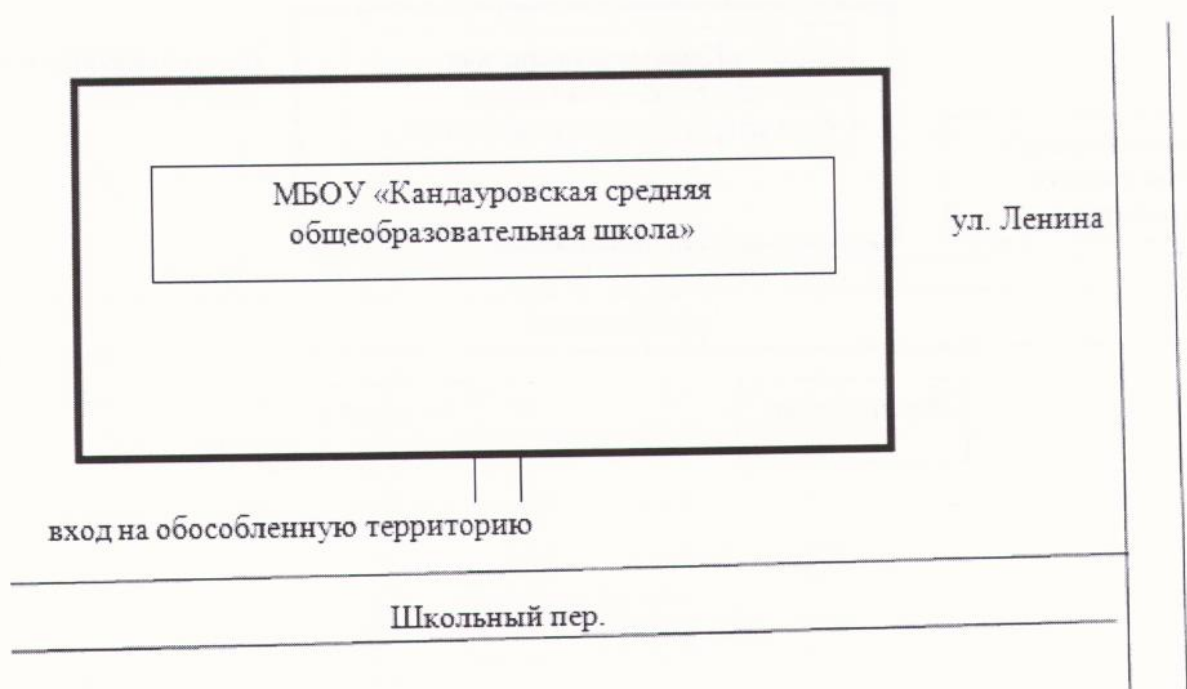 МБОУ «Кандауровская средняя
общеобразовательная школа»
ул. Ленина
вход на обособленную территорию
Школьный пер.